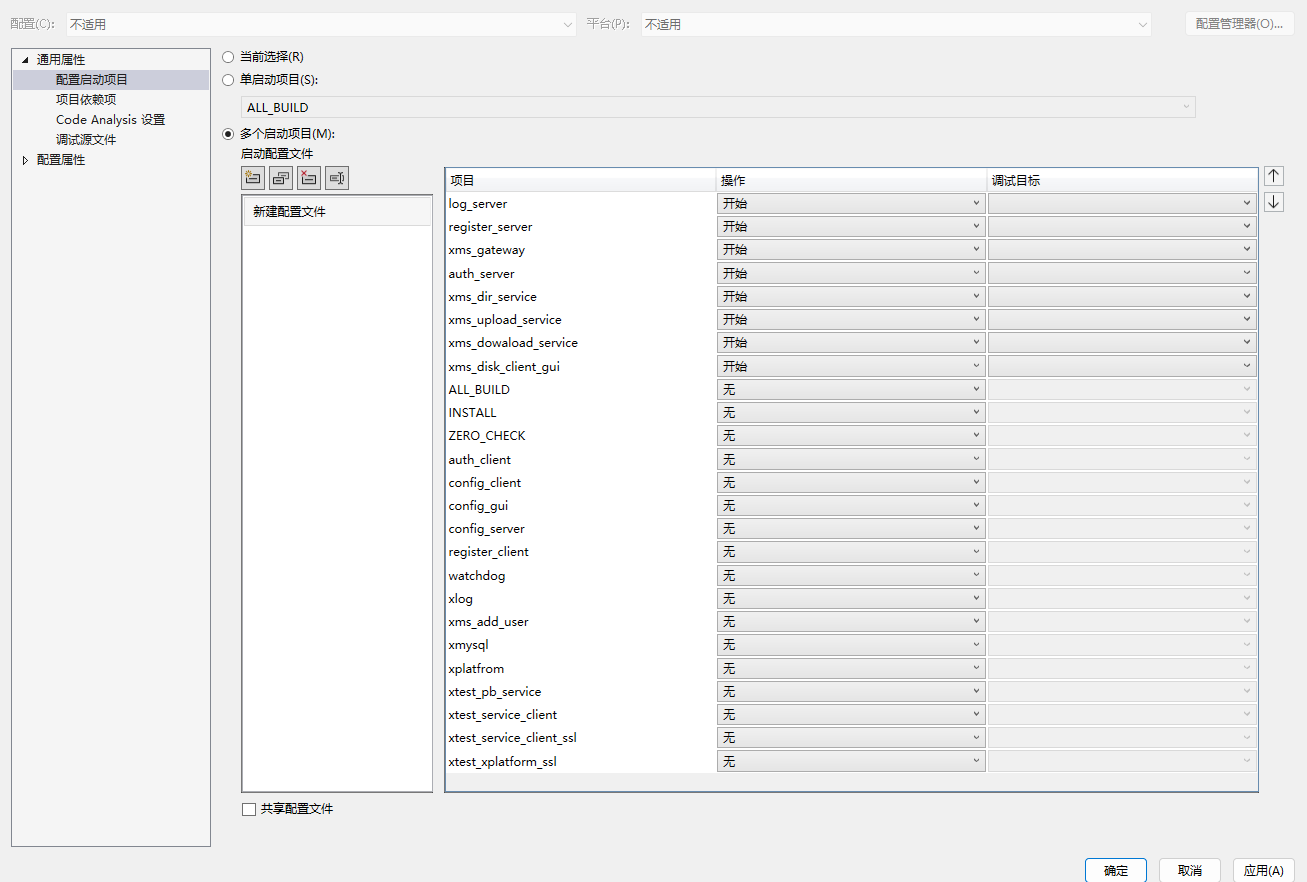 配置(C): 不适用 平台(P): 不适用 配置管理器(O)...
通用属性
配置启动项目
项目依赖项
Code Analysis 设置
调试源文件
配置属性
当前选择(R)
单启动项目(S):
ALL_BUILD
多个启动项目(M):
启动配置文件
新建配置文件
项目 操作 调试目标
log_server 开始
register_server 开始
xms_gateway 开始
auth_server 开始
xms_dir_service 开始
xms_upload_service 开始
xms_dowaload_service 开始
xms_disk_client_gui 开始
ALL_BUILD 无
INSTALL 无
ZERO_CHECK 无
auth_client 无
config_client 无
config_gui 无
config_server 无
register_client 无
watchdog 无
xlog 无
xms_add_user 无
xmysql 无
xplatfrom 无
xtest_pb_service 无
xtest_service_client 无
xtest_service_client_ssl 无
xtest_xplatform_ssl 无
共享配置文件
确定 取消 应用(A)